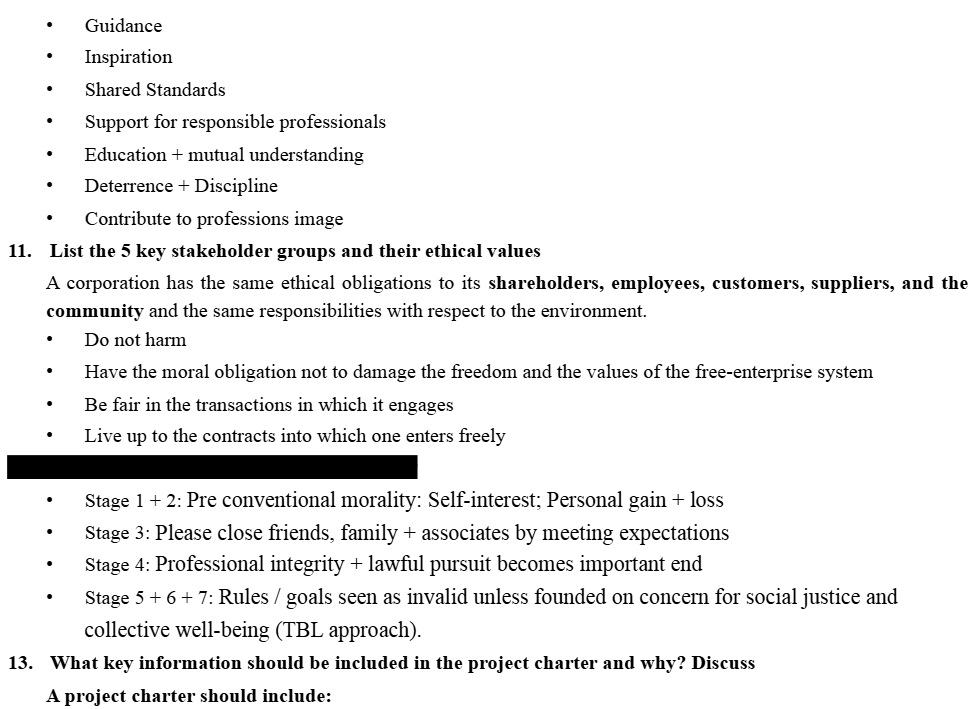 • Guidance
• Inspiration
• Shared Standards
• Support for responsible professionals
• Education + mutual understanding
• Deterrence + Discipline
• Contribute to professions image
11. List the 5 key stakeholder groups and their ethical values
A corporation has the same ethical obligations to its shareholders, employees, customers, suppliers, and the
community and the same responsibilities with respect to the environment.
• Do not harm
• Have the moral obligation not to damage the freedom and the values of the free-enterprise system
• Be fair in the transactions in which it engages
• Live up to the contracts into which one enters freely
• Stage 1 + 2: Pre conventional morality: Self-interest; Personal gain + loss
• Stage 3: Please close friends, family + associates by meeting expectations
• Stage 4: Professional integrity + lawful pursuit becomes important end
• Stage 5 + 6 + 7: Rules / goals seen as invalid unless founded on concern for social justice and
collective well-being (TBL approach).
13. What key information should be included in the project charter and why? Discuss
A project charter should include: